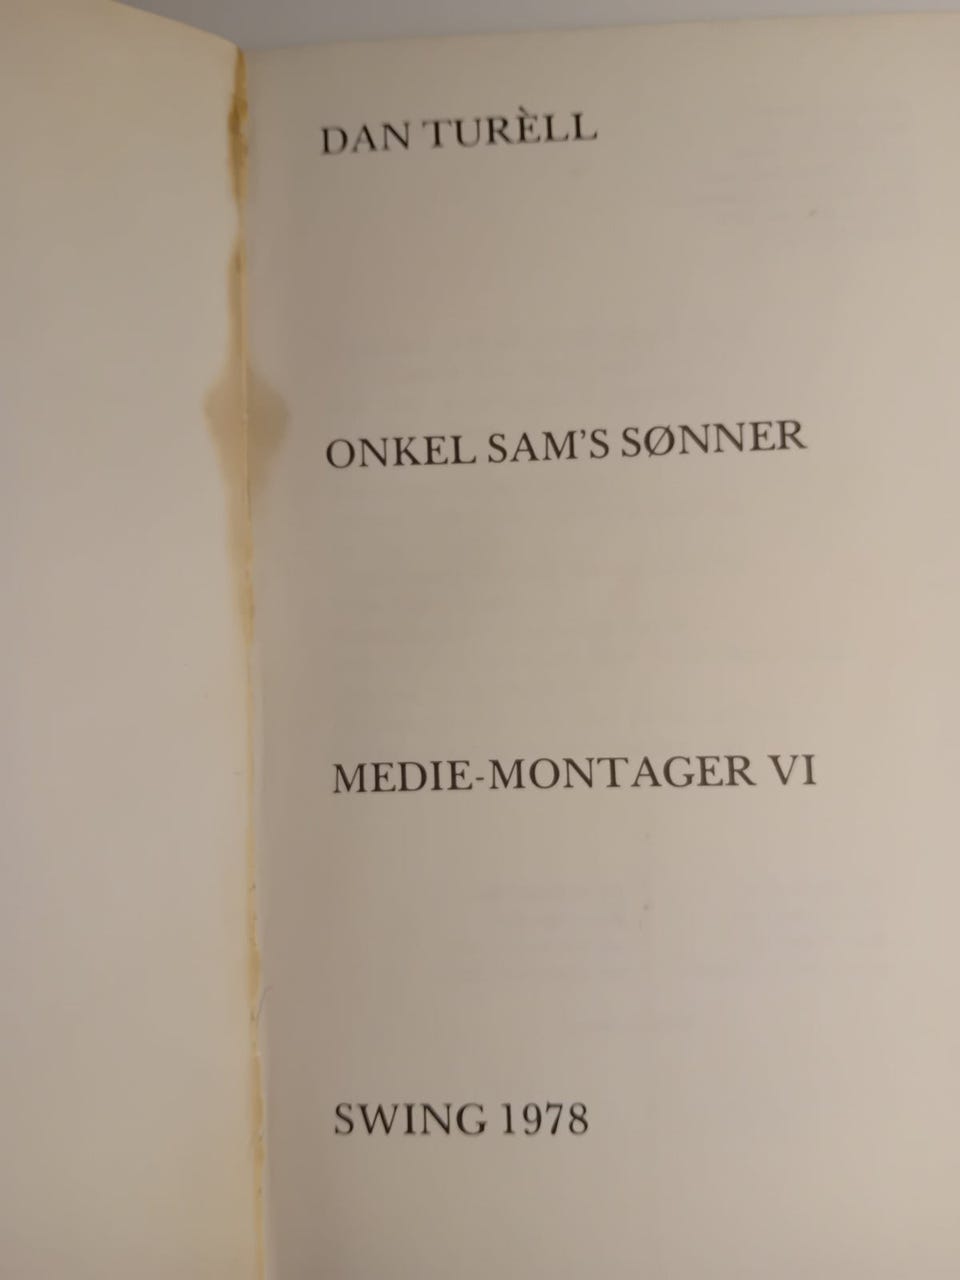 DAN TURÈLL
ONKEL SAM'S SØNNER
MEDIE-MONTAGER VI
SWING 1978